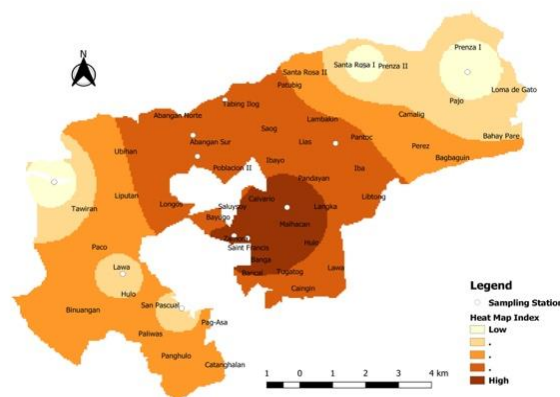 N
Prenza I
Santa Rosa I
Prenza II
Santa Rosa II
Patubig
Loma de Gato
Pajo
Tabing Ilog
Abangan Norte
Lambakin
Camalig
Saog
Bahay Pare
Abangan Sur
Lias
Pantoc
Perez
Ubihan
Ibayo
Bagbaguin
Poblacion II
Iba
Pandayan
Liputan
Calvario
Libtong
Longos
Saluysoy
Langka
Tawiran
Bayugo
Malhacan
Saint Francis
Hulo
Paco
Banga
Lawa
Lawa
Bancal
Tugatog
Hulo
Caingin
San Pascual
Binuangan
Pag-Asa
Paliwas
Panghulo
Catanghalan
Legend
Sampling Station
Heat Map Index
Low
.
.
.
High
1 0 1 2 3 4 km